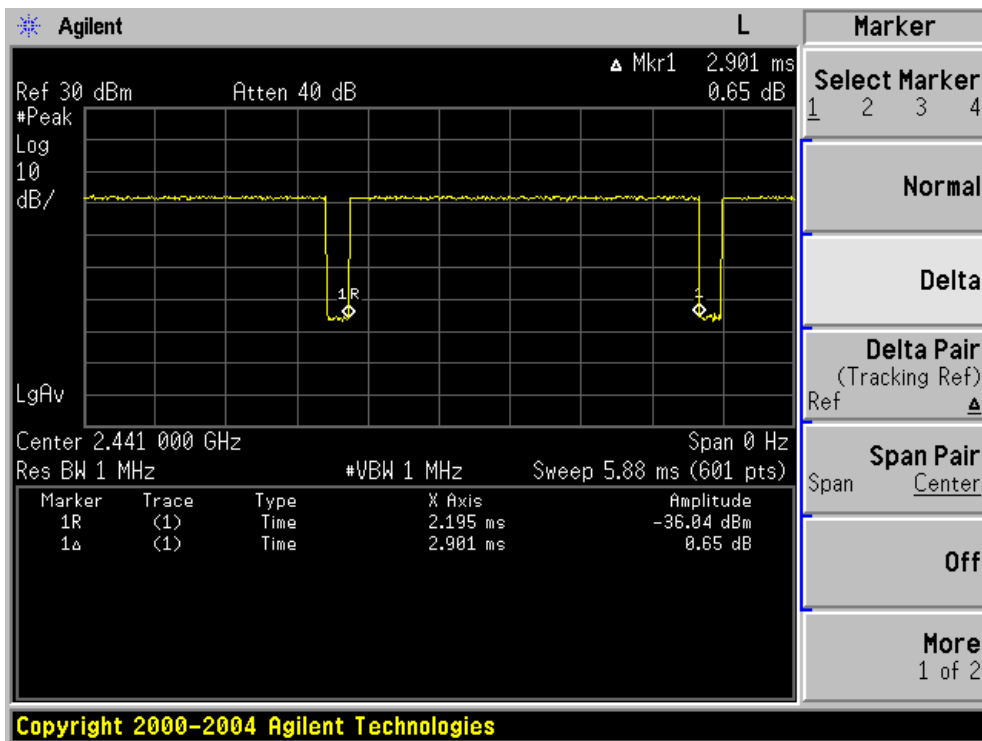 Agilent L
Δ Mkr1 2.901 ms
Ref 30 dBm Atten 40 dB 0.65 dB
#Peak
Log
10
dB/
1R 1
LgAv
Center 2.441 000 GHz Span 0 Hz
Res BW 1 MHz #VBW 1 MHz Sweep 5.88 ms (601 pts)
Marker Trace Type X Axis Amplitude
1R (1) Time 2.195 ms -36.04 dBm
1Δ (1) Time 2.901 ms 0.65 dB
Copyright 2000-2004 Agilent Technologies
Marker
Select Marker
1 2 3 4
Normal
Delta
Delta Pair
(Tracking Ref)
Ref Δ
Span Pair
Span Center
Off
More
1 of 2